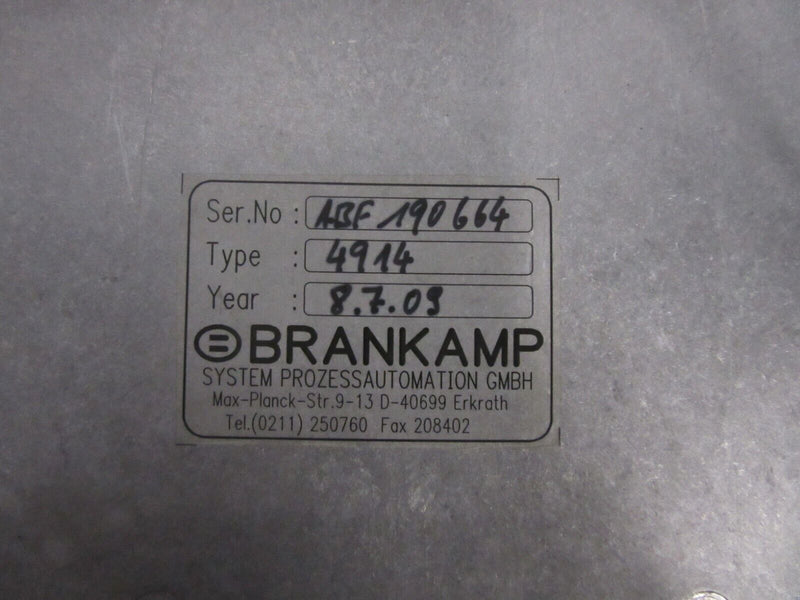 Ser.No : ABF 190664
Type : 4914
Year : 8.7.09
BRANKAMP
SYSTEM PROZESSAUTOMATION GMBH
Max-Planck-Str.9-13 D-40699 Erkrath
Tel.(0211) 250760 Fax 208402